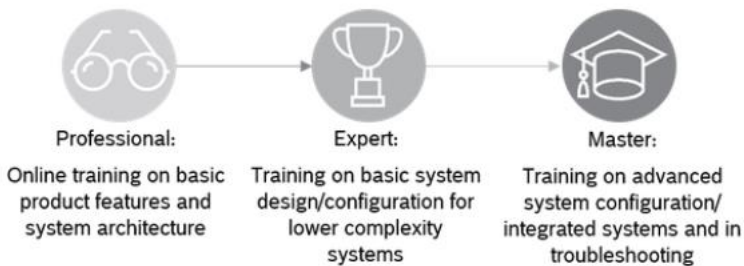 Professional:
Online training on basic
product features and
system architecture
Expert:
Training on basic system
design/configuration for
lower complexity
systems
Master:
Training on advanced
system configuration/
integrated systems and in
troubleshooting